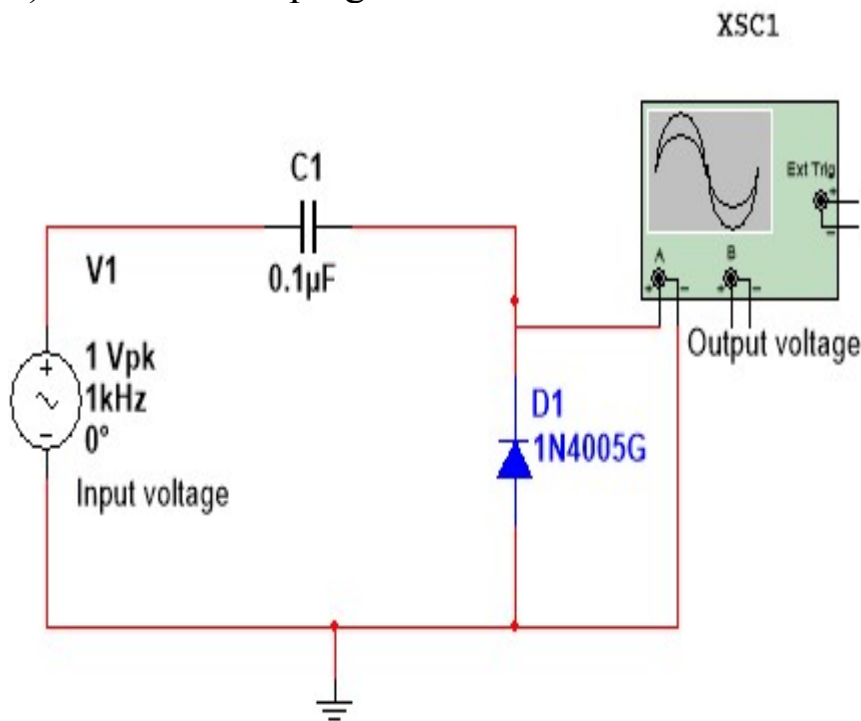 XSC1
Ext Trig
+
-
A
B
+ - + -
Output voltage
C1
0.1µF
V1
1 Vpk
1kHz
0°
Input voltage
D1
1N4005G